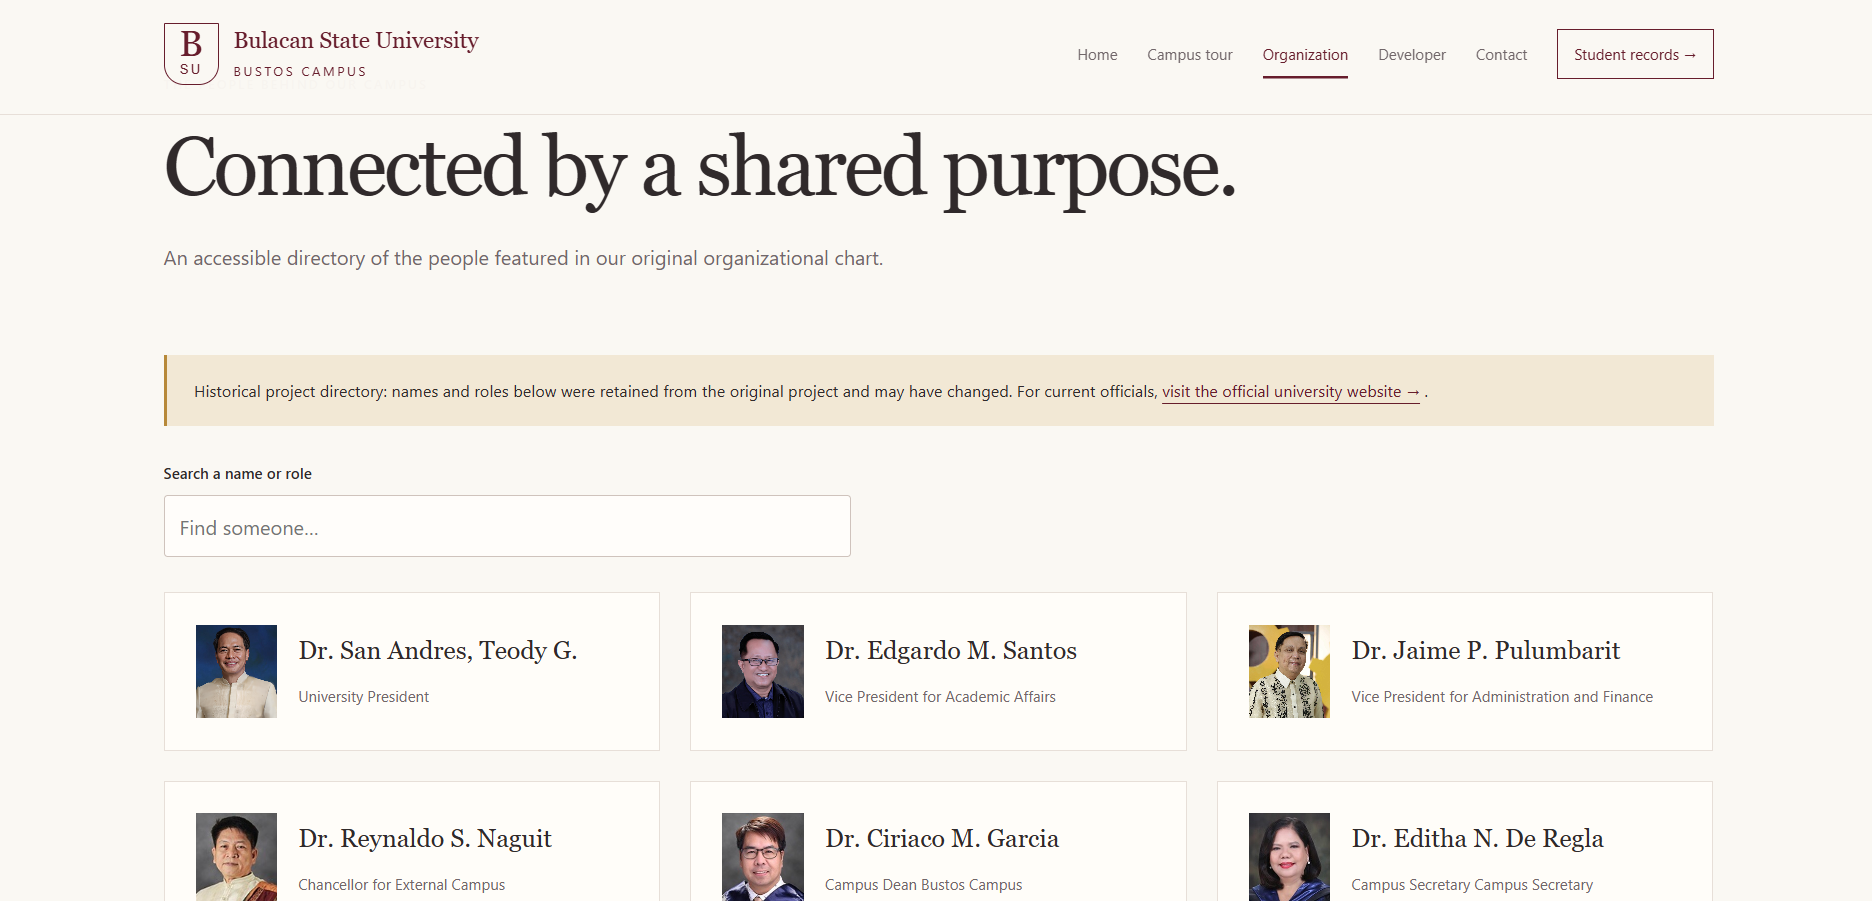 B
SU
Bulacan State University
BUSTOS CAMPUS
Home
Campus tour
Organization
Developer
Contact
Student records →
Connected by a shared purpose.
An accessible directory of the people featured in our original organizational chart.
Historical project directory: names and roles below were retained from the original project and may have changed. For current officials, visit the official university website → .
Search a name or role
Find someone...
Dr. San Andres, Teody G.
University President
Dr. Edgardo M. Santos
Vice President for Academic Affairs
Dr. Jaime P. Pulumbarit
Vice President for Administration and Finance
Dr. Reynaldo S. Naguit
Chancellor for External Campus
Dr. Ciriaco M. Garcia
Campus Dean Bustos Campus
Dr. Editha N. De Regla
Campus Secretary Campus Secretary